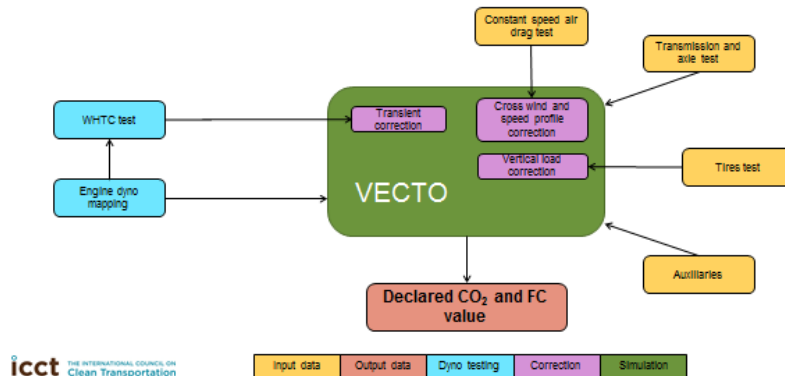 Constant speed air
drag test
Transmission and
axle test
WHTC test
Transient
correction
Cross wind and
speed profile
correction
Vertical load
correction
Tires test
Engine dyno
mapping
VECTO
Auxiliaries
Declared CO₂ and FC
value
icct THE INTERNATIONAL COUNCIL ON
Clean Transportation
Input data
Output data
Dyno testing
Correction
Simulation